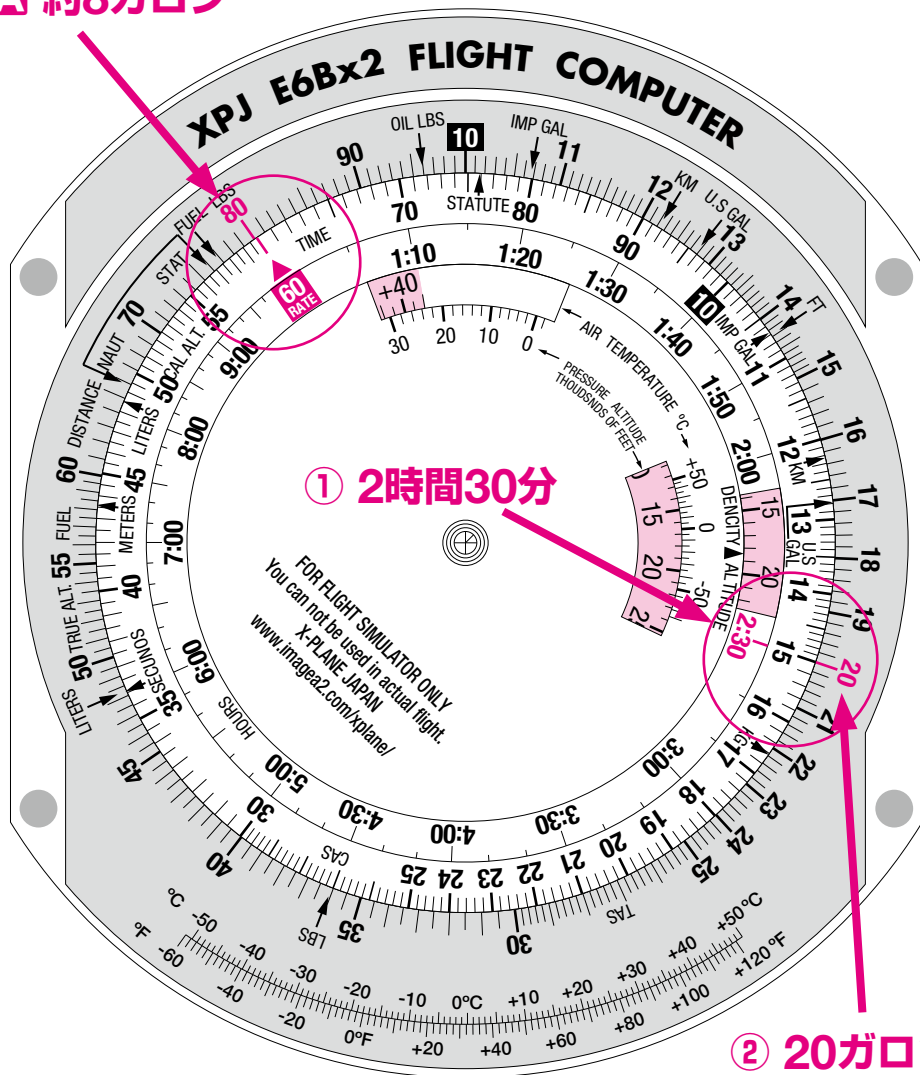 約8ガロン
XPJ E6Bx2 FLIGHT COMPUTER
OIL LBS
10
IMP GAL
11
12
KM
U.S GAL
13
14
FT
15
16
17
18
19
20
21
22
23
24
25
TAS
30
35
LBS
40
45
LITERS
50
TRUE ALT.
55
FUEL
60
DISTANCE
NAUT
70
STAT
FUEL LBS
80
90
TIME
60
RATE
70
STATUTE
80
90
10
IMP GAL
11
12
KM
13
U.S
GAL
14
15
16
KG
17
18
19
20
21
22
23
24
25
CAS
30
35
SECUNOS
40
METERS
45
LITERS
50
CAL ALT.
55
1:10
1:20
1:30
1:40
1:50
2:00
2:30
3:00
3:30
4:00
4:30
5:00
HOURS
6:00
7:00
8:00
9:00
+40
30
20
10
0
AIR TEMPERATURE °C
PRESSURE ALTITUDE
THOUDSNDS OF FEET
+50
0
-50
0
15
20
DENCITY ALTITUDE
15
20
① 2時間30分
FOR FLIGHT SIMULATOR ONLY
You can not be used in actual flight.
X-PLANE JAPAN
www.imagea2.com/xplane/
°C -50 -40 -30 -20 -10 0°C +10 +20 +30 +40 +50°C
°F -60 -40 -20 0°F +20 +40 +60 +80 +100 +120°F
② 20ガロ